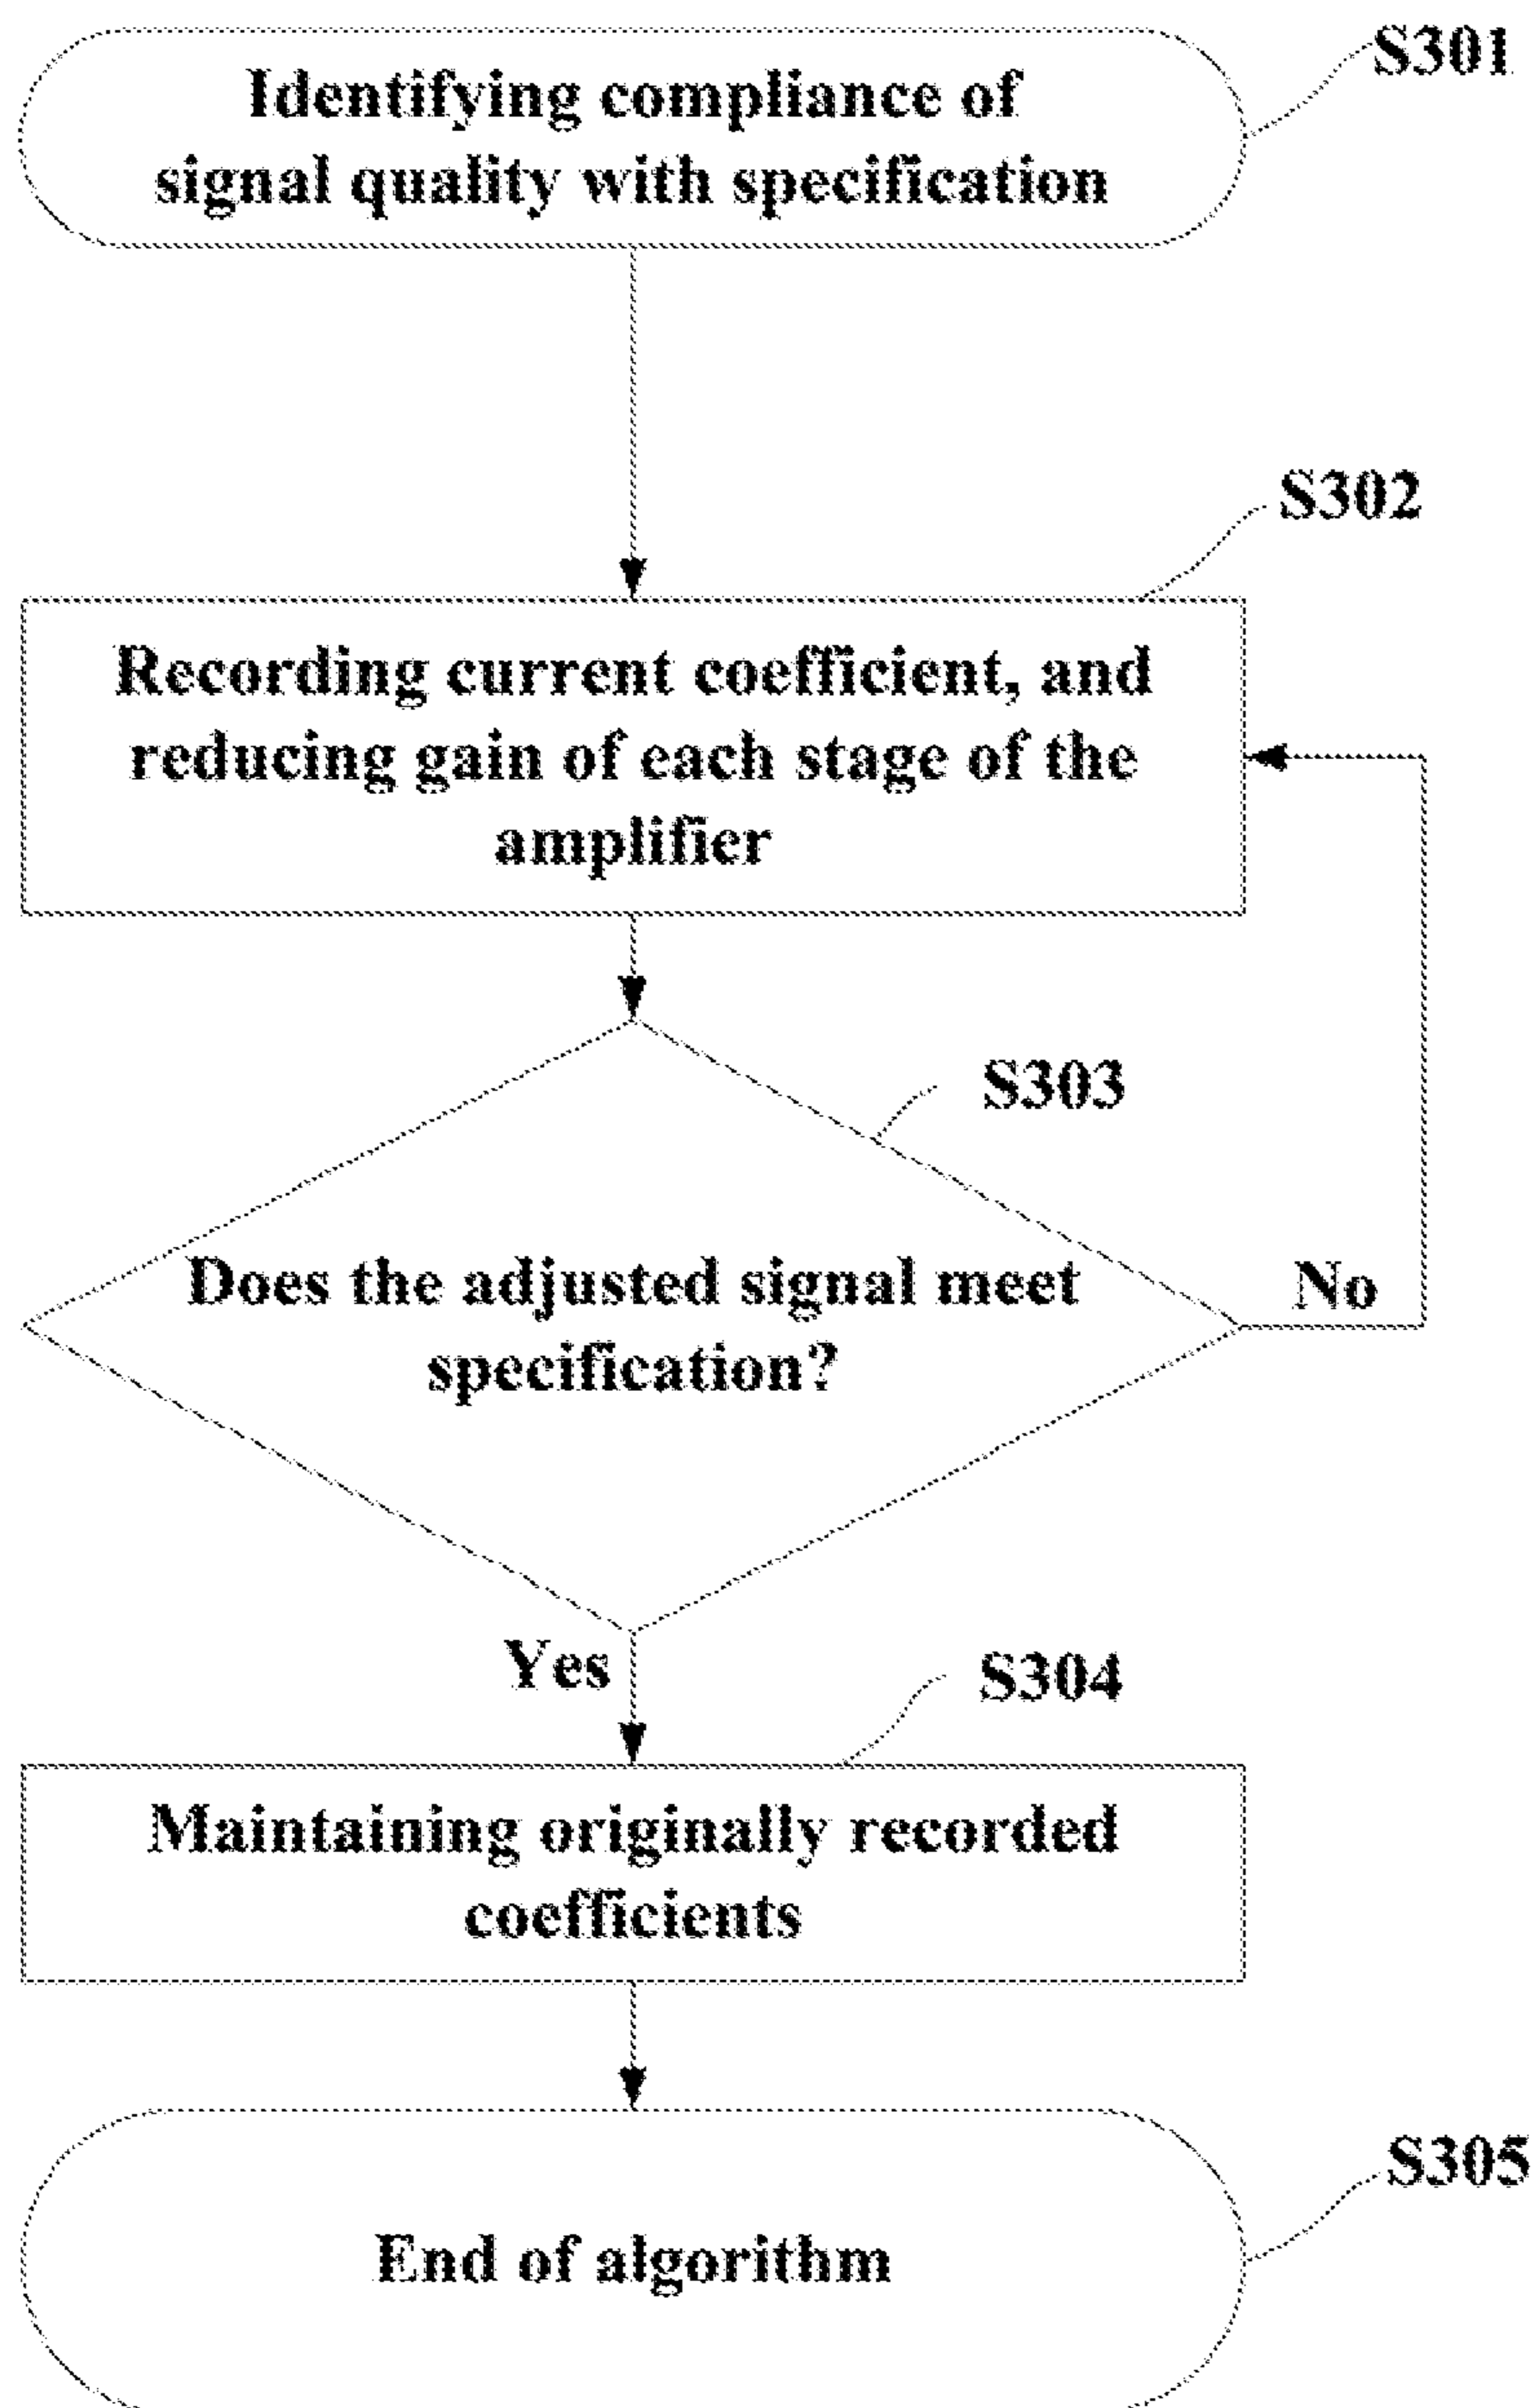 S301
Identifying compliance of
signal quality with specification
S302
Recording current coefficient, and
reducing gain of each stage of the
amplifier
S303
Does the adjusted signal meet
specification?
No
Yes
S304
Maintaining originally recorded
coefficients
S305
End of algorithm